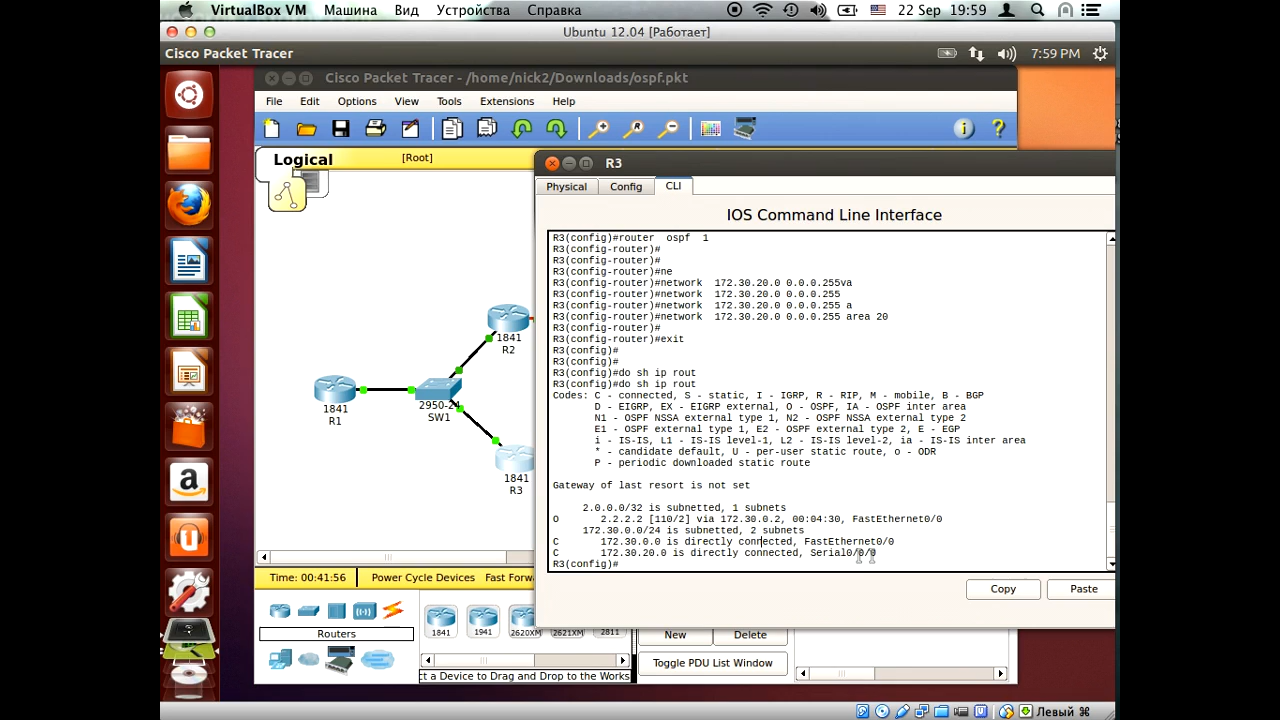 VirtualBox VM Машина Вид Устройства Справка 22 Sep 19:59
Ubuntu 12.04 [Работает]
Cisco Packet Tracer 7:59 PM
Cisco Packet Tracer - /home/nick2/Downloads/ospf.pkt
File Edit Options View Tools Extensions Help
Logical [Root]
R3
Physical Config CLI
IOS Command Line Interface
R3(config)#router ospf 1
R3(config-router)#
R3(config-router)#
R3(config-router)#ne
R3(config-router)#network 172.30.20.0 0.0.0.255va
R3(config-router)#network 172.30.20.0 0.0.0.255
R3(config-router)#network 172.30.20.0 0.0.0.255 a
R3(config-router)#network 172.30.20.0 0.0.0.255 area 20
R3(config-router)#
R3(config-router)#exit
R3(config)#
R3(config)#
R3(config)#do sh ip rout
R3(config)#do sh ip rout
Codes: C - connected, S - static, I - IGRP, R - RIP, M - mobile, B - BGP
D - EIGRP, EX - EIGRP external, O - OSPF, IA - OSPF inter area
N1 - OSPF NSSA external type 1, N2 - OSPF NSSA external type 2
E1 - OSPF external type 1, E2 - OSPF external type 2, E - EGP
i - IS-IS, L1 - IS-IS level-1, L2 - IS-IS level-2, ia - IS-IS inter area
* - candidate default, U - per-user static route, o - ODR
P - periodic downloaded static route
Gateway of last resort is not set
2.0.0.0/32 is subnetted, 1 subnets
O 2.2.2.2 [110/2] via 172.30.0.2, 00:04:30, FastEthernet0/0
172.30.0.0/24 is subnetted, 2 subnets
C 172.30.0.0 is directly connected, FastEthernet0/0
C 172.30.20.0 is directly connected, Serial0/0/0
R3(config)#
Copy Paste
1841
R2
1841
R1
2950-24
SW1
1841
R3
Time: 00:41:56 Power Cycle Devices Fast Forw
Routers
1841 1941 2620XM 2621XM 2811
New Delete
Toggle PDU List Window
ct a Device to Drag and Drop to the Works
Левый ⌘